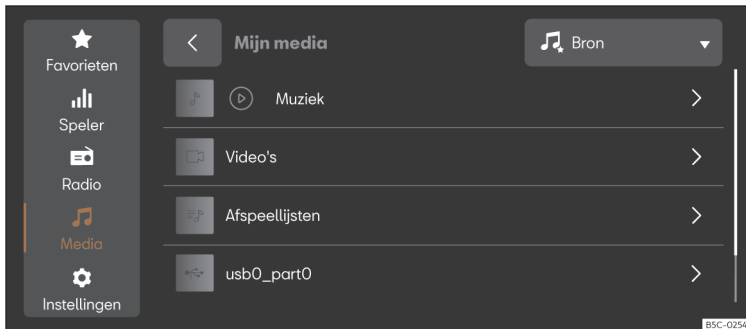 Favorieten
Speler
Radio
Media
Instellingen
Mijn media
Bron
Muziek
Video's
Afspeellijsten
usb0_part0
B5C-0254